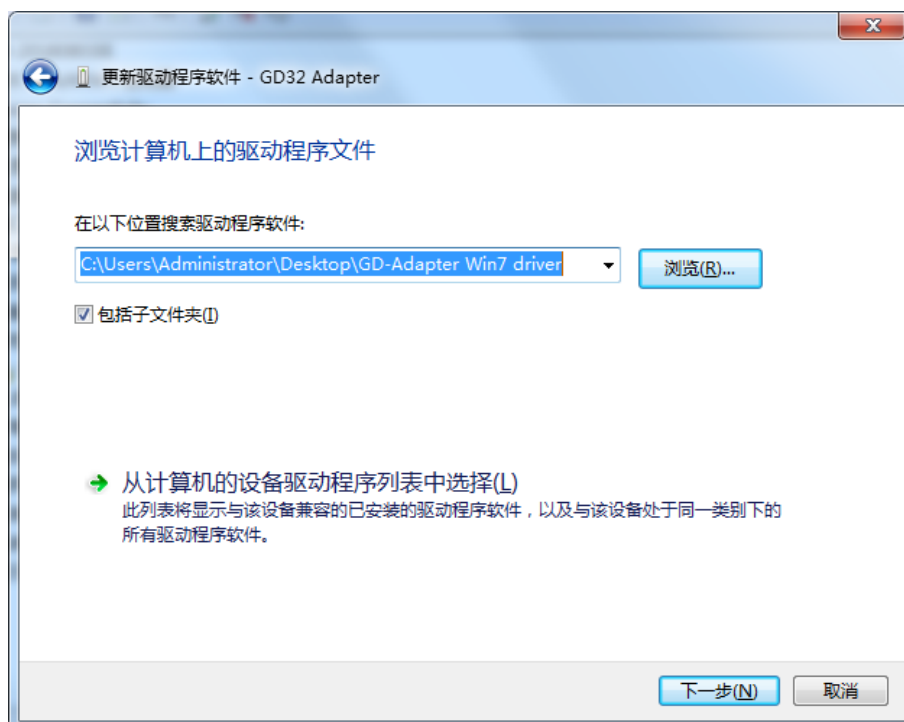 更新驱动程序软件 - GD32 Adapter
浏览计算机上的驱动程序文件
在以下位置搜索驱动程序软件:
C:\Users\Administrator\Desktop\GD-Adapter Win7 driver
浏览(R)...
包括子文件夹(I)
从计算机的设备驱动程序列表中选择(L)
此列表将显示与该设备兼容的已安装的驱动程序软件，以及与该设备处于同一类别下的
所有驱动程序软件。
下一步(N)
取消